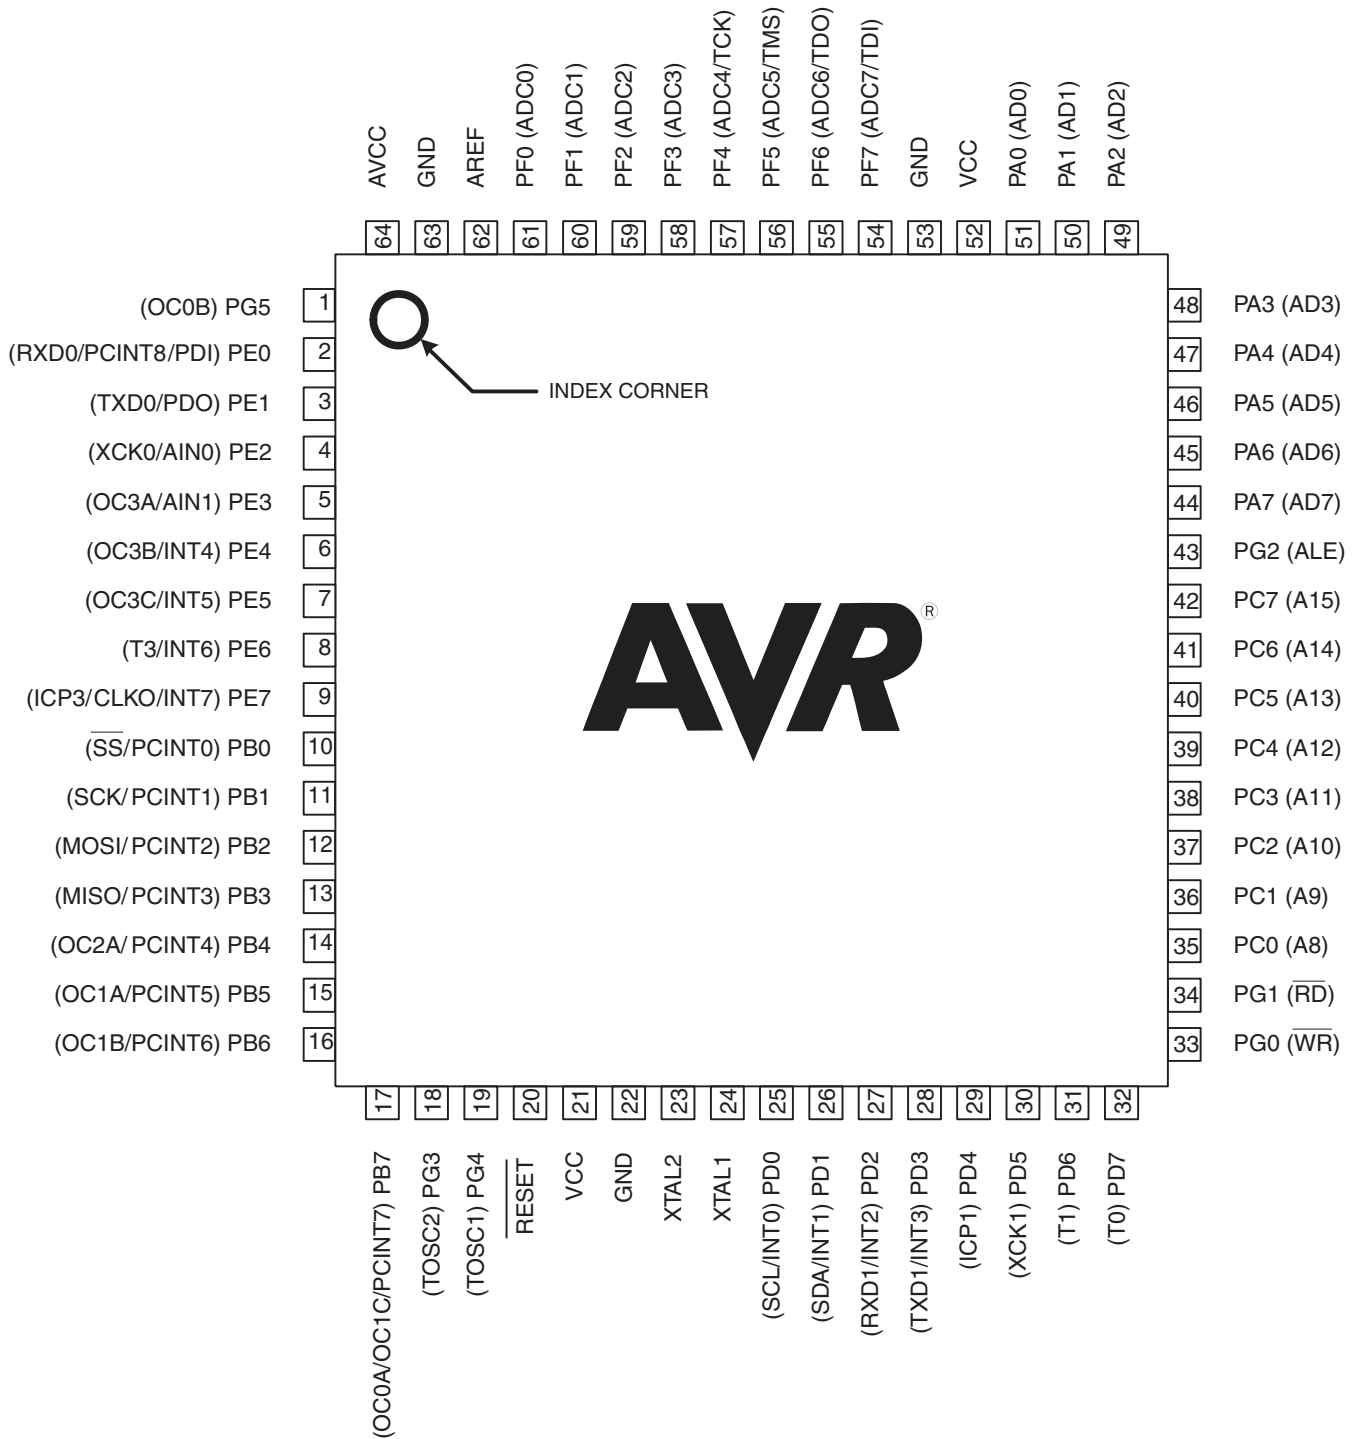 AVCC
GND
AREF
PF0 (ADC0)
PF1 (ADC1)
PF2 (ADC2)
PF3 (ADC3)
PF4 (ADC4/TCK)
PF5 (ADC5/TMS)
PF6 (ADC6/TDO)
PF7 (ADC7/TDI)
GND
VCC
PA0 (AD0)
PA1 (AD1)
PA2 (AD2)
64
63
62
61
60
59
58
57
56
55
54
53
52
51
50
49
(OC0B) PG5 1
(RXD0/PCINT8/PDI) PE0 2
(TXD0/PDO) PE1 3
(XCK0/AIN0) PE2 4
(OC3A/AIN1) PE3 5
(OC3B/INT4) PE4 6
(OC3C/INT5) PE5 7
(T3/INT6) PE6 8
(ICP3/CLKO/INT7) PE7 9
(SS/PCINT0) PB0 10
(SCK/PCINT1) PB1 11
(MOSI/PCINT2) PB2 12
(MISO/PCINT3) PB3 13
(OC2A/PCINT4) PB4 14
(OC1A/PCINT5) PB5 15
(OC1B/PCINT6) PB6 16
INDEX CORNER
AVR®
48 PA3 (AD3)
47 PA4 (AD4)
46 PA5 (AD5)
45 PA6 (AD6)
44 PA7 (AD7)
43 PG2 (ALE)
42 PC7 (A15)
41 PC6 (A14)
40 PC5 (A13)
39 PC4 (A12)
38 PC3 (A11)
37 PC2 (A10)
36 PC1 (A9)
35 PC0 (A8)
34 PG1 (RD)
33 PG0 (WR)
17
18
19
20
21
22
23
24
25
26
27
28
29
30
31
32
(OC0A/OC1C/PCINT7) PB7
(TOSC2) PG3
(TOSC1) PG4
RESET
VCC
GND
XTAL2
XTAL1
(SCL/INT0) PD0
(SDA/INT1) PD1
(RXD1/INT2) PD2
(TXD1/INT3) PD3
(ICP1) PD4
(XCK1) PD5
(T1) PD6
(T0) PD7